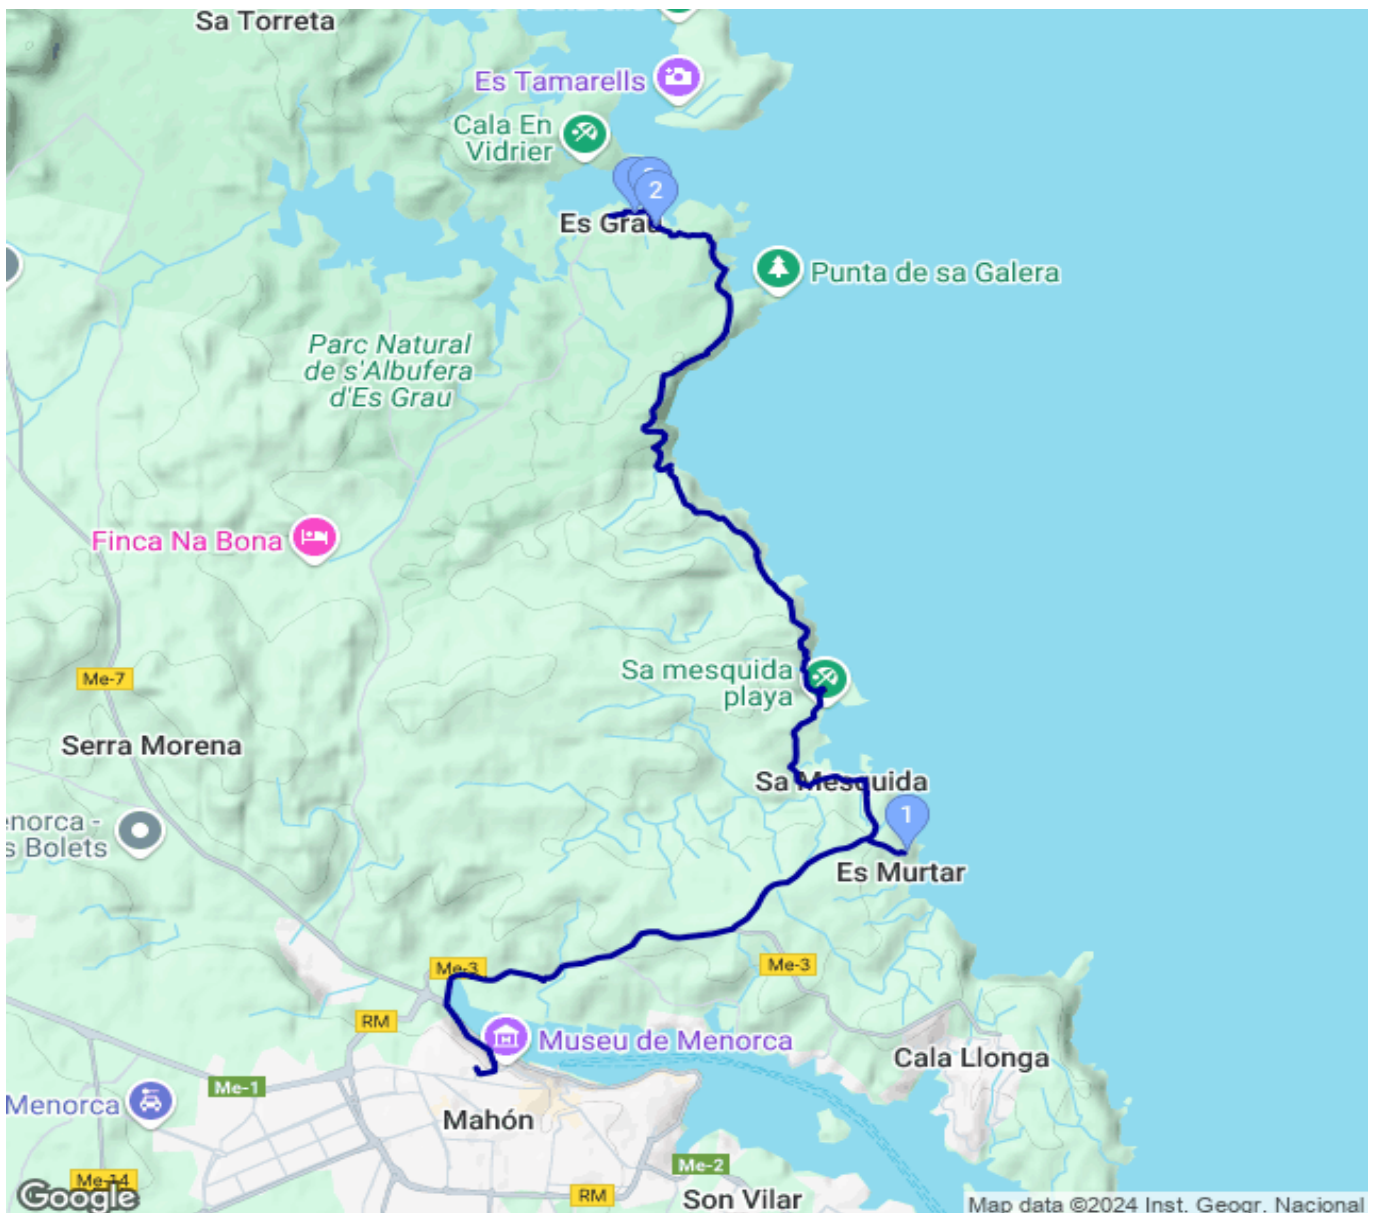 Sa Torreta
Es Tamarells
Cala En
Vidrier
2
Es Grau
Punta de sa Galera
Parc Natural
de s'Albufera
d'Es Grau
Finca Na Bona
Sa mesquida
playa
Me-7
Serra Morena
Sa Mesquida
1
enorca -
s Bolets
Es Murtar
Me-3
Me-3
RM
Museu de Menorca
Cala Llonga
Me-1
Menorca
Mahón
Me-2
Me-14
RM
Son Vilar
Google
Map data ©2024 Inst. Geogr. Nacional